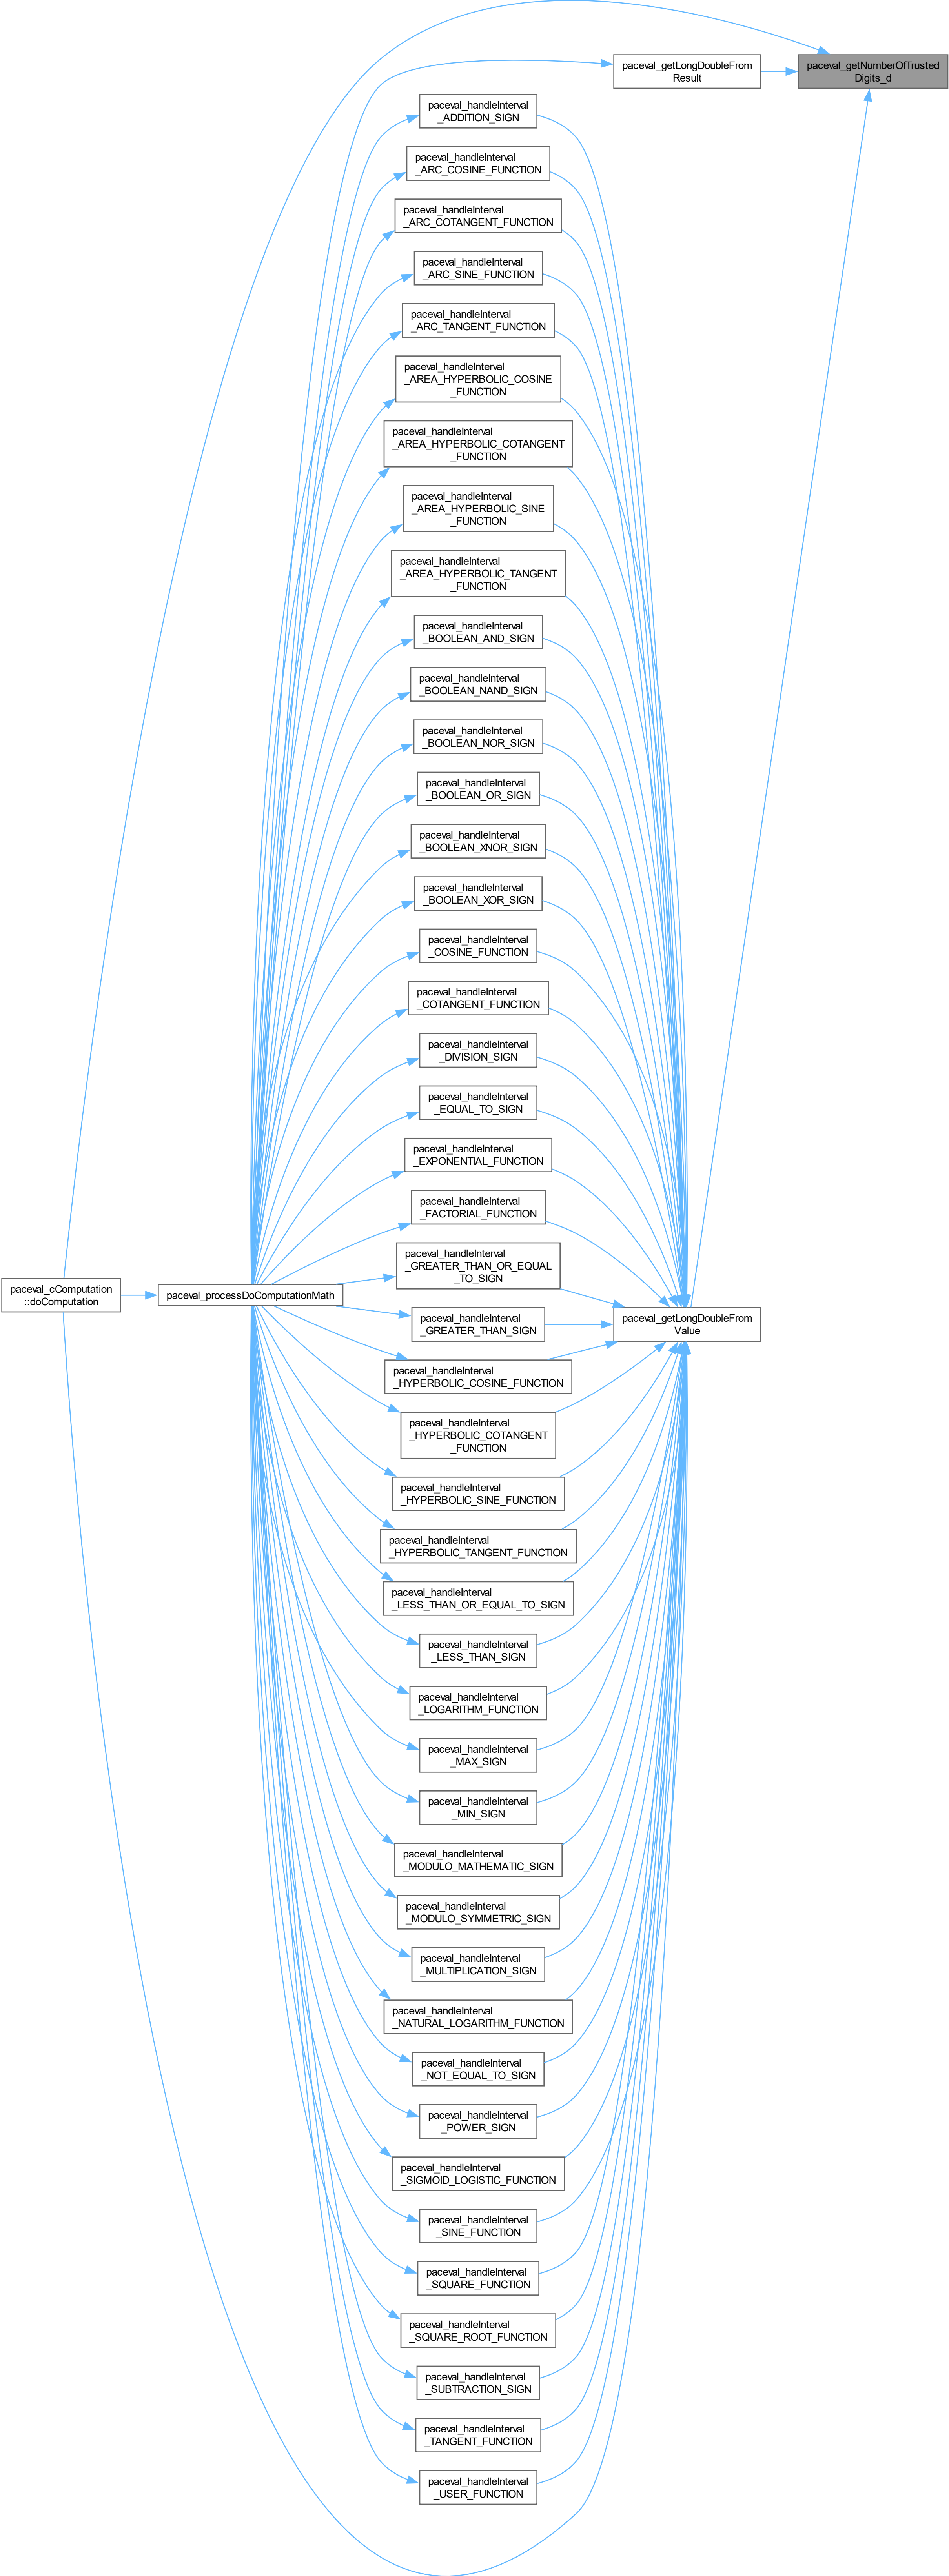 paceval_getNumberOfTrusted
Digits_d
paceval_getLongDoubleFrom
Result
paceval_handleInterval
_ADDITION_SIGN
paceval_handleInterval
_ARC_COSINE_FUNCTION
paceval_handleInterval
_ARC_COTANGENT_FUNCTION
paceval_handleInterval
_ARC_SINE_FUNCTION
paceval_handleInterval
_ARC_TANGENT_FUNCTION
paceval_handleInterval
_AREA_HYPERBOLIC_COSINE
_FUNCTION
paceval_handleInterval
_AREA_HYPERBOLIC_COTANGENT
_FUNCTION
paceval_handleInterval
_AREA_HYPERBOLIC_SINE
_FUNCTION
paceval_handleInterval
_AREA_HYPERBOLIC_TANGENT
_FUNCTION
paceval_handleInterval
_BOOLEAN_AND_SIGN
paceval_handleInterval
_BOOLEAN_NAND_SIGN
paceval_handleInterval
_BOOLEAN_NOR_SIGN
paceval_handleInterval
_BOOLEAN_OR_SIGN
paceval_handleInterval
_BOOLEAN_XNOR_SIGN
paceval_handleInterval
_BOOLEAN_XOR_SIGN
paceval_handleInterval
_COSINE_FUNCTION
paceval_handleInterval
_COTANGENT_FUNCTION
paceval_handleInterval
_DIVISION_SIGN
paceval_handleInterval
_EQUAL_TO_SIGN
paceval_handleInterval
_EXPONENTIAL_FUNCTION
paceval_handleInterval
_FACTORIAL_FUNCTION
paceval_handleInterval
_GREATER_THAN_OR_EQUAL
_TO_SIGN
paceval_cComputation
::doComputation
paceval_processDoComputationMath
paceval_handleInterval
_GREATER_THAN_SIGN
paceval_getLongDoubleFrom
Value
paceval_handleInterval
_HYPERBOLIC_COSINE_FUNCTION
paceval_handleInterval
_HYPERBOLIC_COTANGENT
_FUNCTION
paceval_handleInterval
_HYPERBOLIC_SINE_FUNCTION
paceval_handleInterval
_HYPERBOLIC_TANGENT_FUNCTION
paceval_handleInterval
_LESS_THAN_OR_EQUAL_TO_SIGN
paceval_handleInterval
_LESS_THAN_SIGN
paceval_handleInterval
_LOGARITHM_FUNCTION
paceval_handleInterval
_MAX_SIGN
paceval_handleInterval
_MIN_SIGN
paceval_handleInterval
_MODULO_MATHEMATIC_SIGN
paceval_handleInterval
_MODULO_SYMMETRIC_SIGN
paceval_handleInterval
_MULTIPLICATION_SIGN
paceval_handleInterval
_NATURAL_LOGARITHM_FUNCTION
paceval_handleInterval
_NOT_EQUAL_TO_SIGN
paceval_handleInterval
_POWER_SIGN
paceval_handleInterval
_SIGMOID_LOGISTIC_FUNCTION
paceval_handleInterval
_SINE_FUNCTION
paceval_handleInterval
_SQUARE_FUNCTION
paceval_handleInterval
_SQUARE_ROOT_FUNCTION
paceval_handleInterval
_SUBTRACTION_SIGN
paceval_handleInterval
_TANGENT_FUNCTION
paceval_handleInterval
_USER_FUNCTION